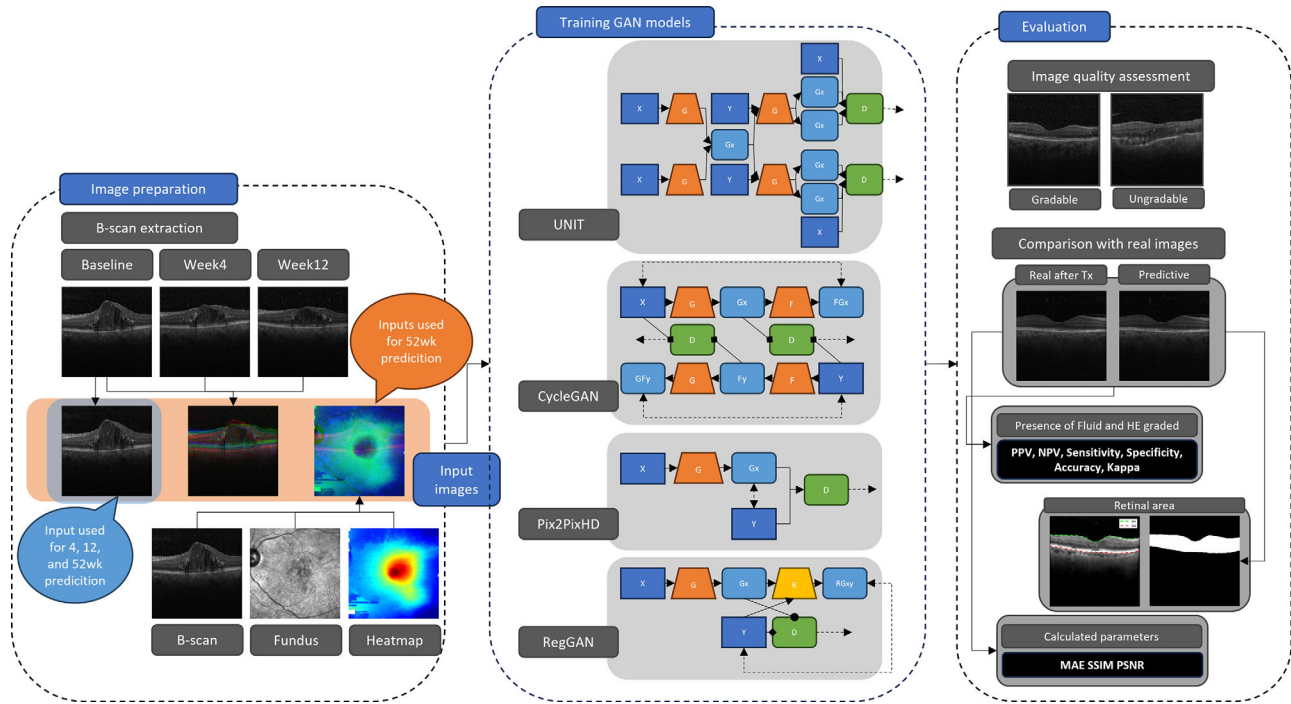 Image preparation
B-scan extraction
Baseline
Week4
Week12
Inputs used
for 52wk
predicition
Input used
for 4, 12,
and 52wk
predicition
Input
images
B-scan
Fundus
Heatmap
Training GAN models
X
G
Y
G
X
Gx
Gx
D
Gx
X
G
Y
G
Gx
Gx
X
D
UNIT
X
G
Gx
F
FGx
D
D
GFy
G
Fy
F
Y
CycleGAN
X
G
Gx
Y
D
Pix2PixHD
X
G
Gx
R
RGxy
Y
D
RegGAN
Evaluation
Image quality assessment
Gradable
Ungradable
Comparison with real images
Real after Tx
Predictive
Presence of Fluid and HE graded
PPV, NPV, Sensitivity, Specificity,
Accuracy, Kappa
Retinal area
Calculated parameters
MAE SSIM PSNR